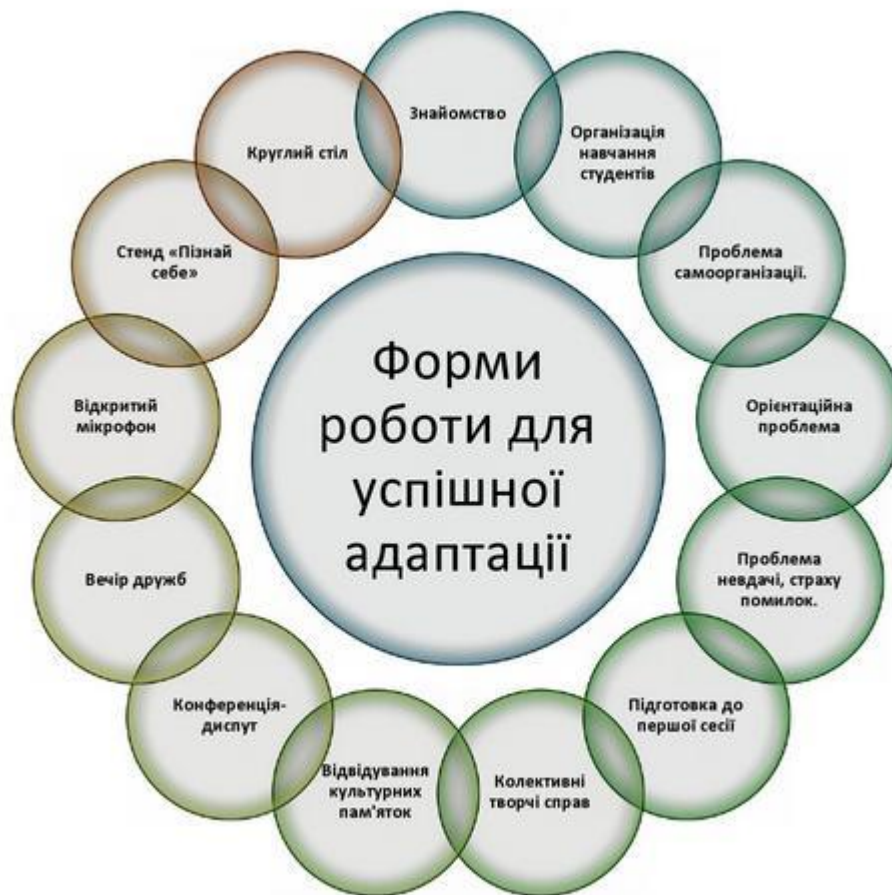 Форми
роботи для
успішної
адаптації
Знайомство
Організація
навчання
студентів
Проблема
самоорганізації.
Орієнтаційна
проблема
Проблема
невдачі, страху
помилок.
Підготовка до
першої сесії
Колективні
творчі справ
Відвідування
культурних
пам'яток
Конференція-
диспут
Вечір дружб
Відкритий
мікрофон
Стенд «Пізнай
себе»
Круглий стіл